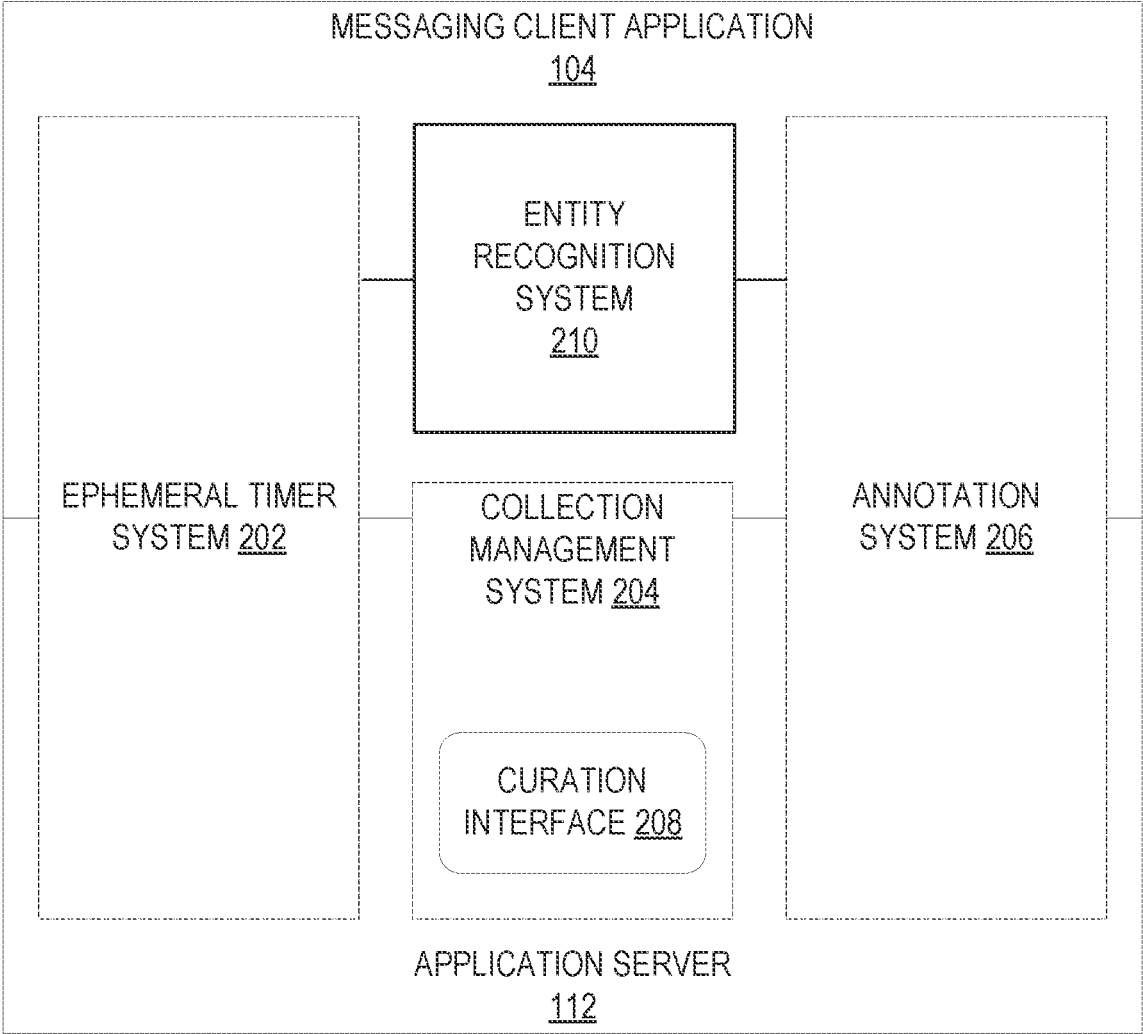 MESSAGING CLIENT APPLICATION
104
ENTITY
RECOGNITION
SYSTEM
210
EPHEMERAL TIMER
SYSTEM 202
COLLECTION
MANAGEMENT
SYSTEM 204
ANNOTATION
SYSTEM 206
CURATION
INTERFACE 208
APPLICATION SERVER
112